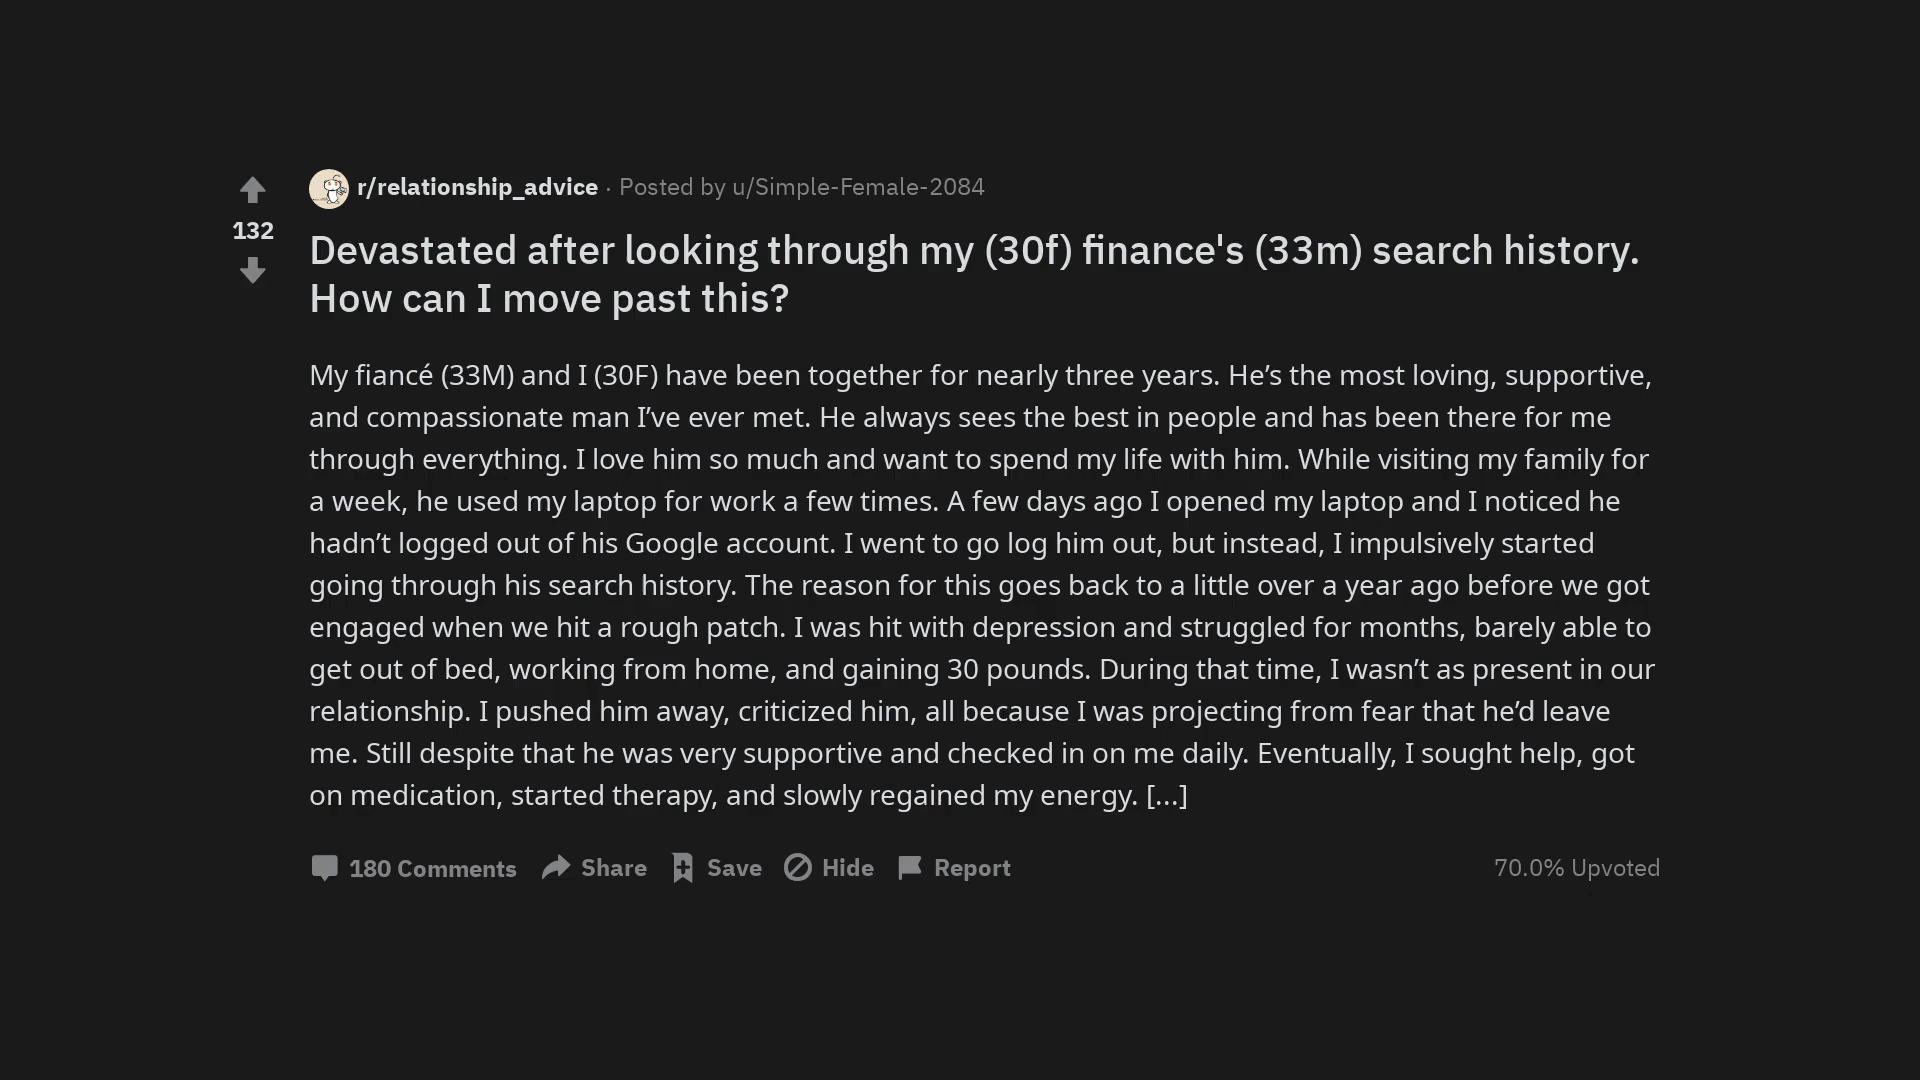 r/relationship_advice · Posted by u/Simple-Female-2084
132
Devastated after looking through my (30f) finance's (33m) search history.
How can I move past this?
My fiancé (33M) and I (30F) have been together for nearly three years. He’s the most loving, supportive,
and compassionate man I’ve ever met. He always sees the best in people and has been there for me
through everything. I love him so much and want to spend my life with him. While visiting my family for
a week, he used my laptop for work a few times. A few days ago I opened my laptop and I noticed he
hadn’t logged out of his Google account. I went to go log him out, but instead, I impulsively started
going through his search history. The reason for this goes back to a little over a year ago before we got
engaged when we hit a rough patch. I was hit with depression and struggled for months, barely able to
get out of bed, working from home, and gaining 30 pounds. During that time, I wasn’t as present in our
relationship. I pushed him away, criticized him, all because I was projecting from fear that he’d leave
me. Still despite that he was very supportive and checked in on me daily. Eventually, I sought help, got
on medication, started therapy, and slowly regained my energy. [...]
180 Comments Share Save Hide Report 70.0% Upvoted